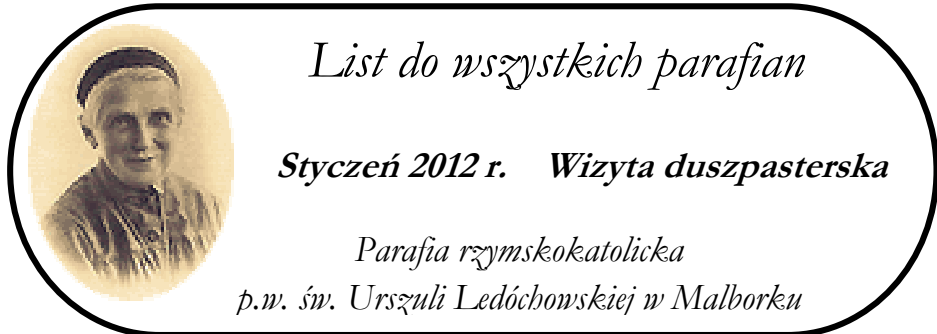 List do wszystkich parafian
Styczeń 2012 r. Wizyta duszpasterska
Parafia rzymskokatolicka
p.w. św. Urszuli Ledóchowskiej w Malborku